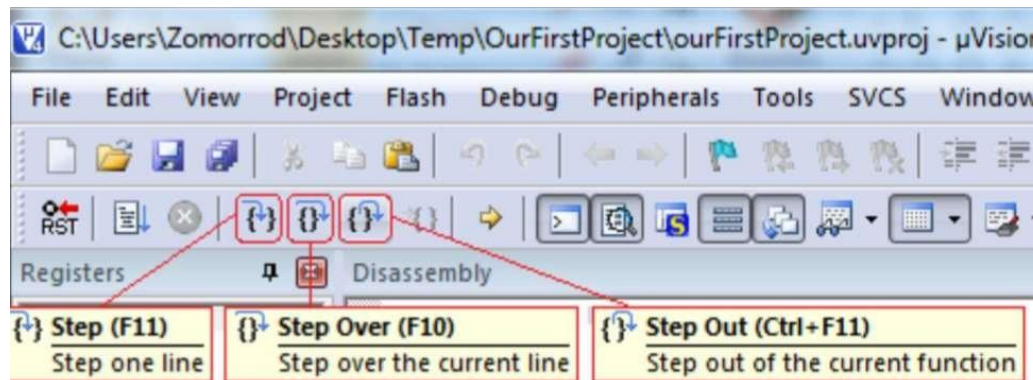 C:\Users\Zomorrod\Desktop\Temp\OurFirstProject\ourFirstProject.uvproj - µVision
File Edit View Project Flash Debug Peripherals Tools SVCS Window
RST
Registers Disassembly
{} Step (F11) {} Step Over (F10) {} Step Out (Ctrl+F11)
Step one line Step over the current line Step out of the current function